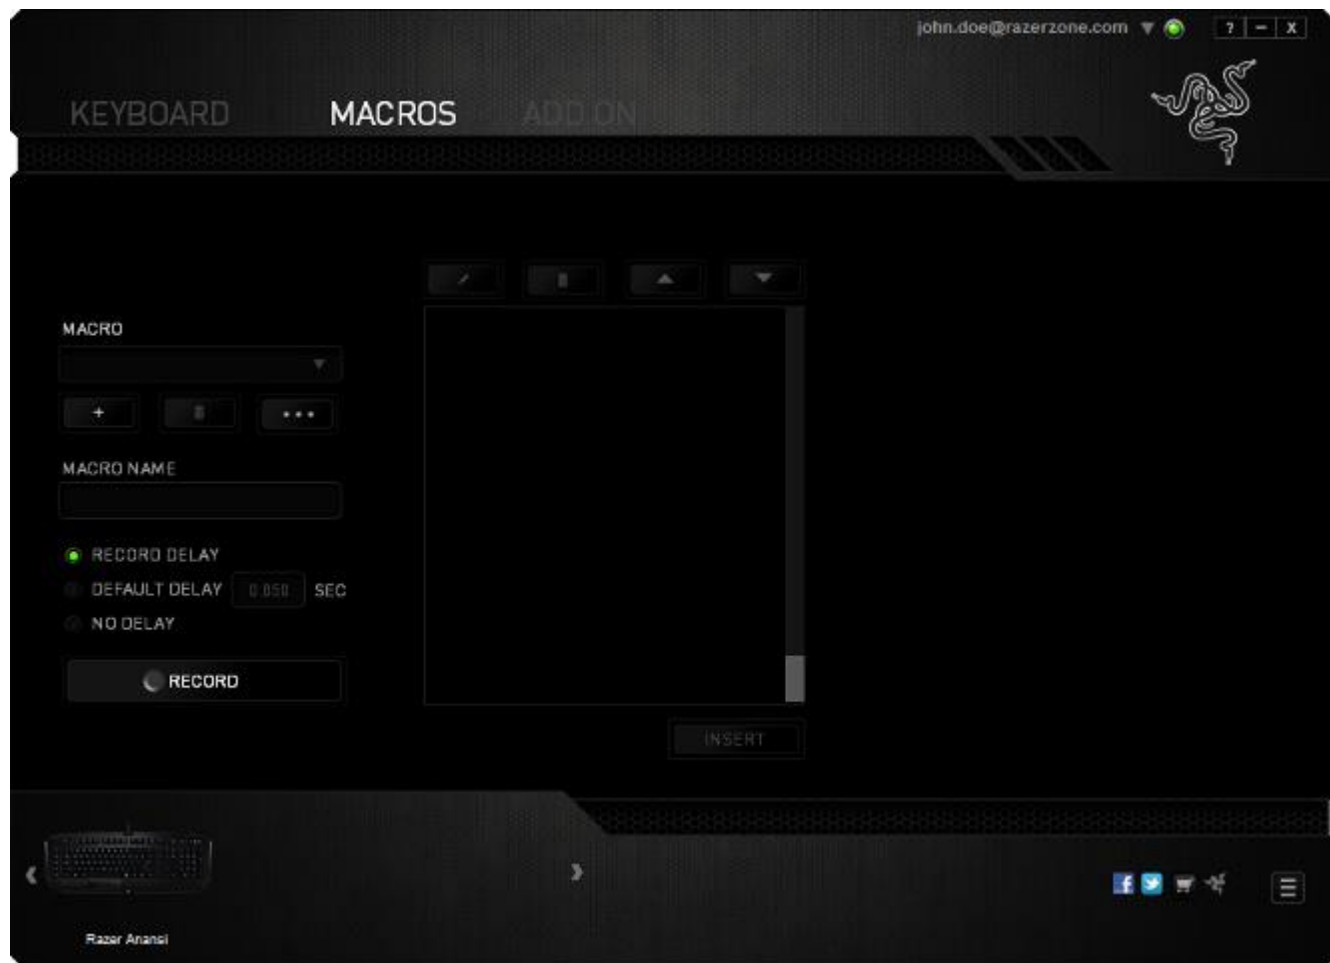 john.doe@razerzone.com ? – X
KEYBOARD MACROS ADD ON
MACRO
+
MACRO NAME
RECORD DELAY
DEFAULT DELAY 0.050 SEC
NO DELAY
RECORD
INSERT
Razer Anansi